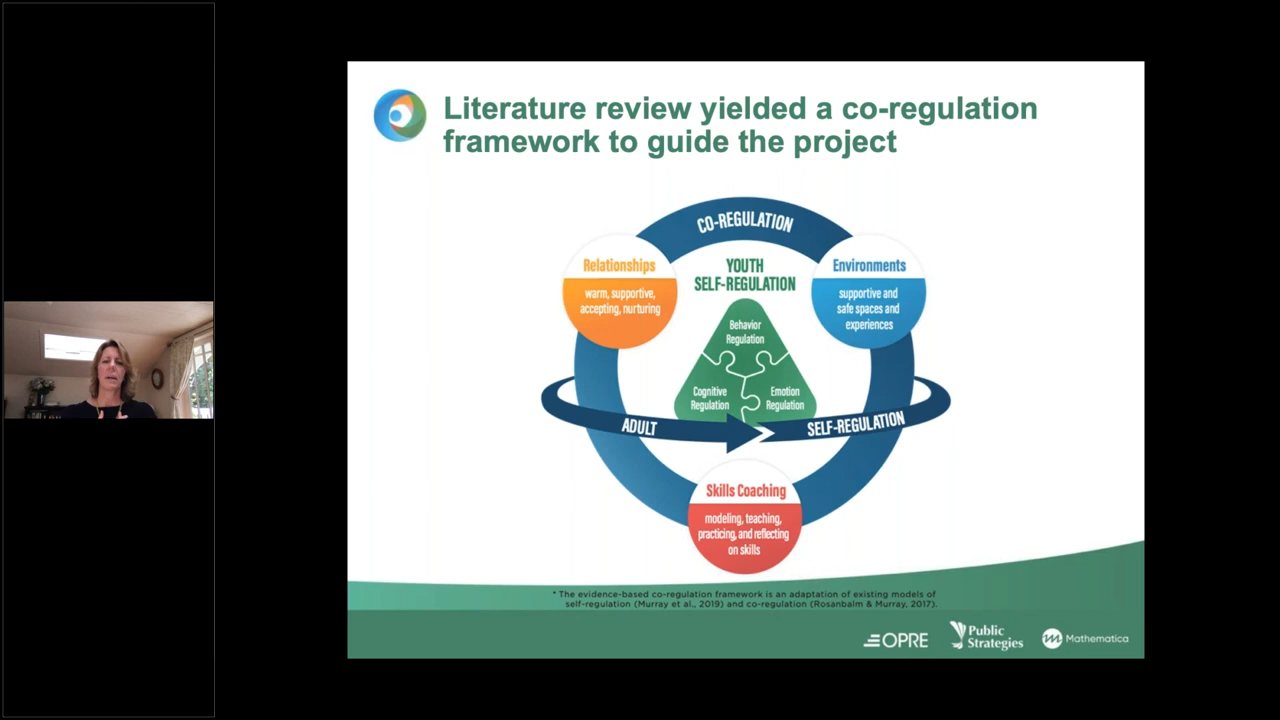 Literature review yielded a co-regulation
framework to guide the project
CO-REGULATION
Relationships
warm, supportive,
accepting, nurturing
YOUTH
SELF-REGULATION
Environments
supportive and
safe spaces and
experiences
Behavior
Regulation
Cognitive
Regulation
Emotion
Regulation
ADULT
SELF-REGULATION
Skills Coaching
modeling, teaching,
practicing, and reflecting
on skills
* The evidence-based co-regulation framework is an adaptation of existing models of
self-regulation (Murray et al., 2019) and co-regulation (Rosanbalm & Murray, 2017).
OPRE
Public
Strategies
M Mathematica